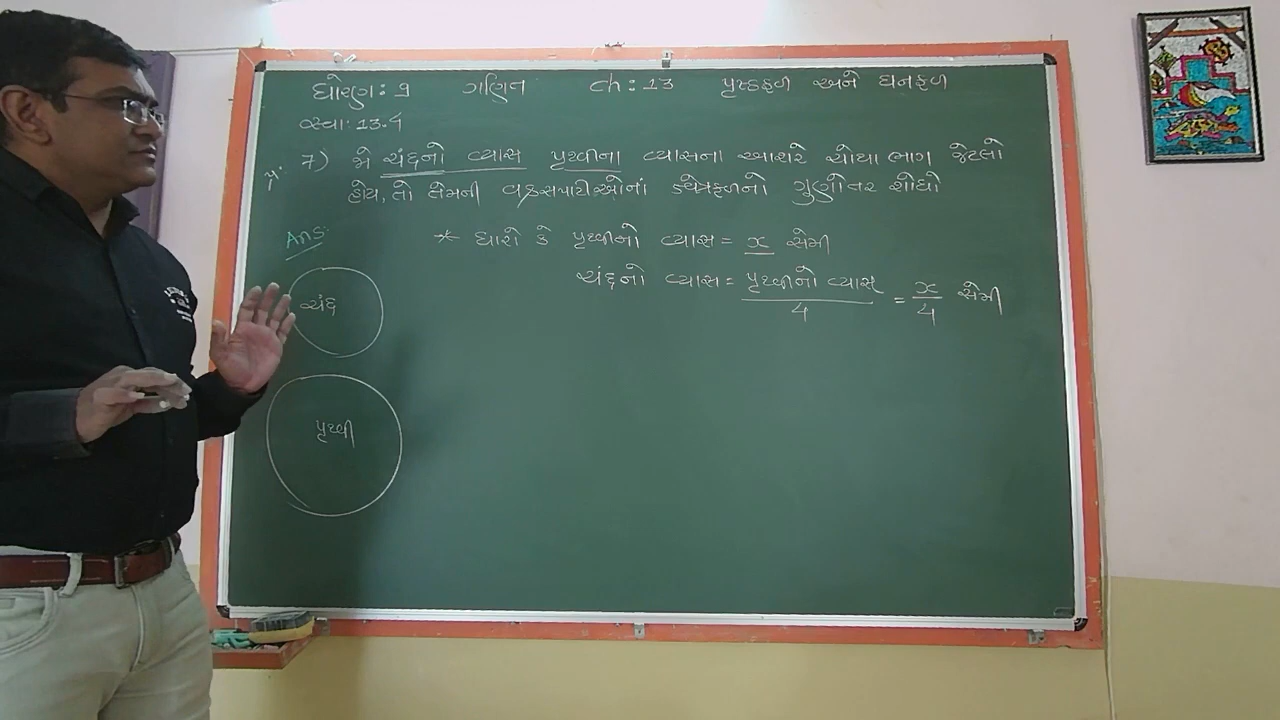 ધોરણ: 9 ગણિત ch: 13 પૃષ્ઠફળ અને ઘનફળ
સ્વા: 13.4
પ્ર. 7) જો ચંદ્રનો વ્યાસ પૃથ્વીના વ્યાસના આશરે ચોથા ભાગ જેટલો
હોય, તો તેમની વક્રસપાટીઓનાં ક્ષેત્રફળનો ગુણોત્તર શોધો
Ans:
* ધારો કે પૃથ્વીનો વ્યાસ = x સેમી
ચંદ્રનો વ્યાસ = પૃથ્વીનો વ્યાસ / 4 = x / 4 સેમી
ચંદ્ર
પૃથ્વી